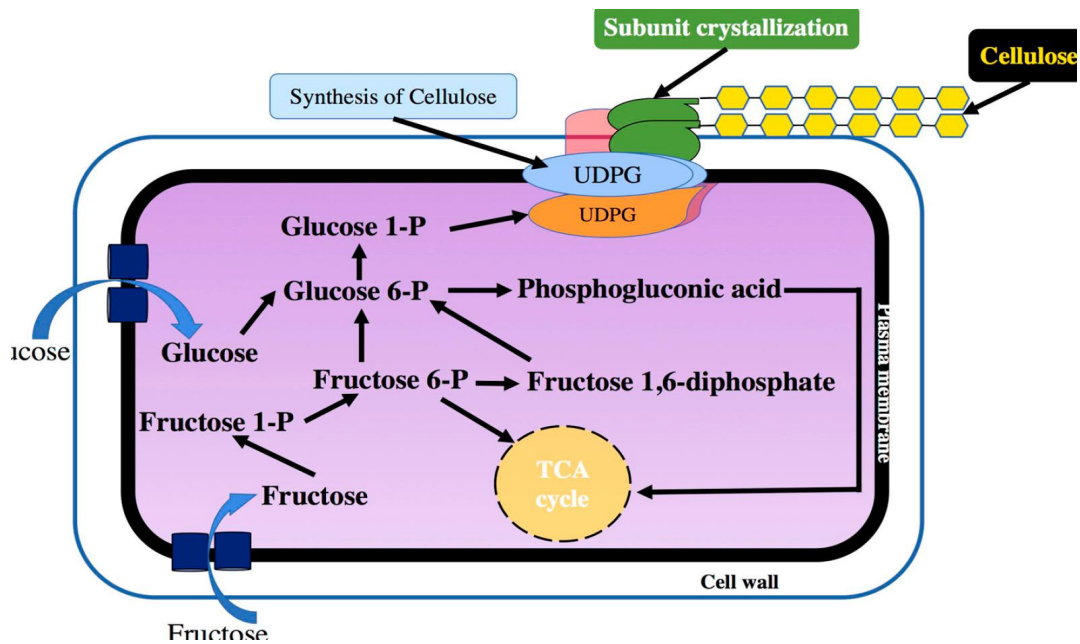 Subunit crystallization
Cellulose
Synthesis of Cellulose
UDPG
UDPG
Glucose 1-P
Glucose 6-P
Phosphogluconic acid
ucose
Glucose
Fructose 6-P
Fructose 1,6-diphosphate
Fructose 1-P
Plasma membrane
TCA
cycle
Fructose
Cell wall
Fructose